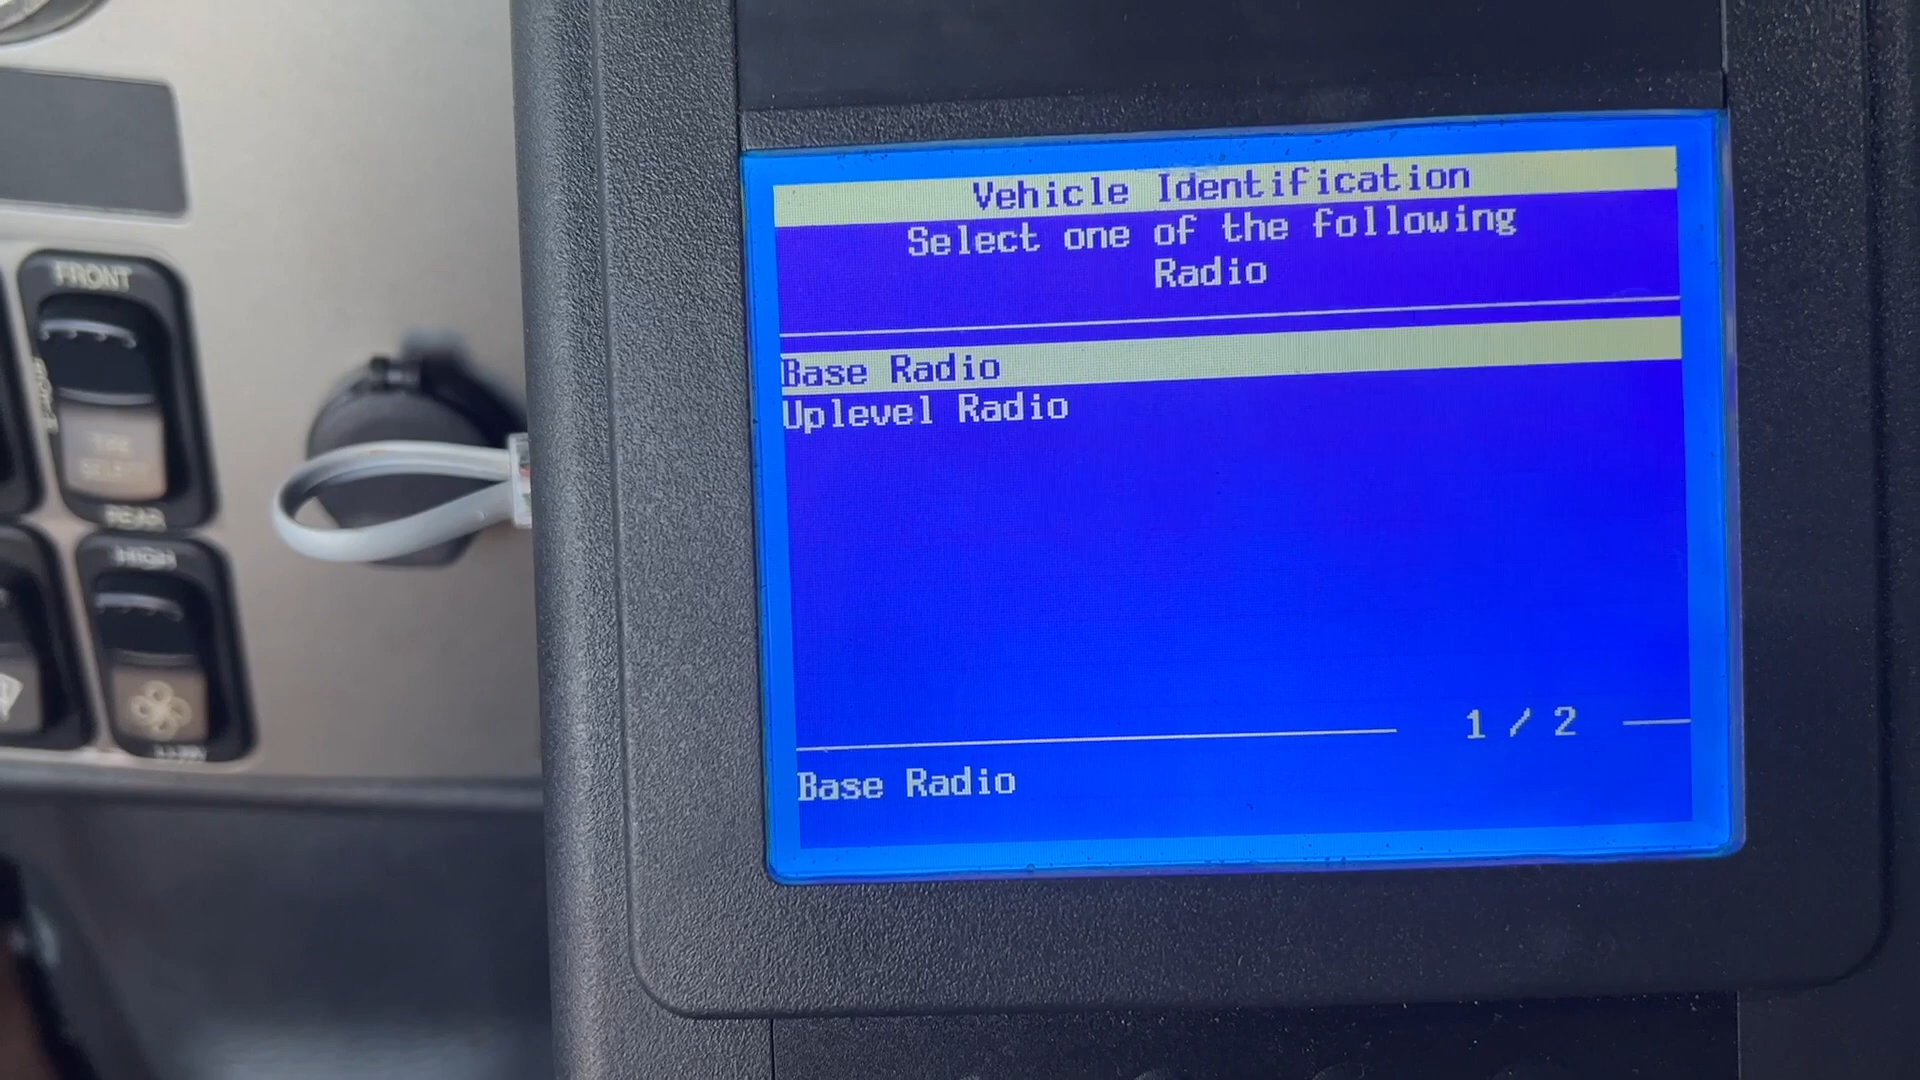 FRONT
REAR
HIGH
Vehicle Identification
Select one of the following
Radio
Base Radio
Uplevel Radio
1 / 2
Base Radio